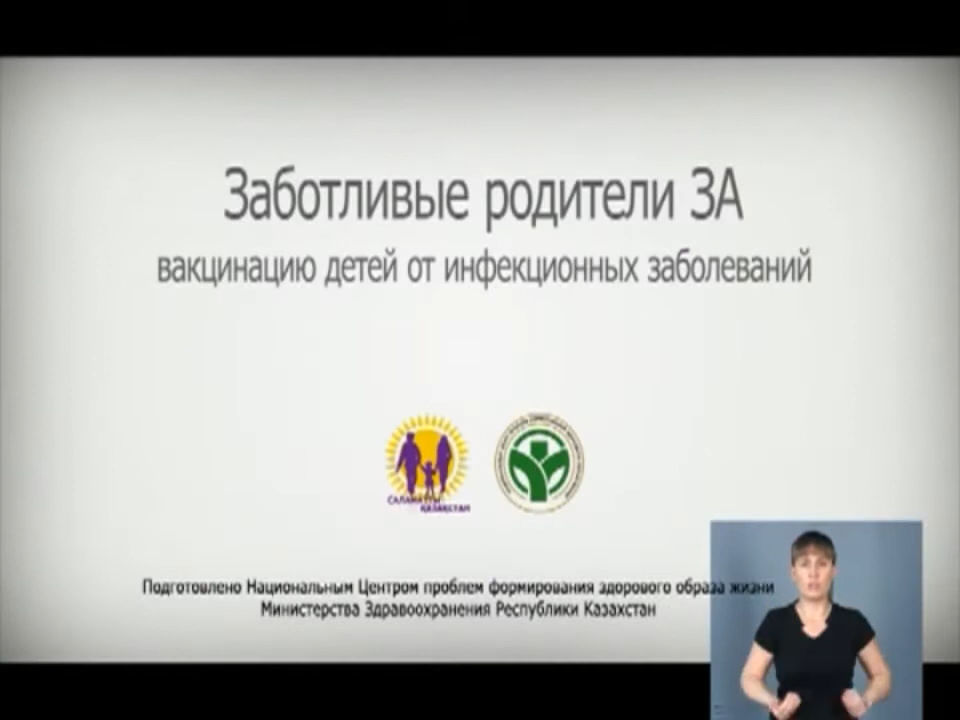 Заботливые родители ЗА
вакцинацию детей от инфекционных заболеваний
САЛАМАТТЫ
ҚАЗАҚСТАН
Подготовлено Национальным Центром проблем формирования здорового образа жизни
Министерства Здравоохранения Республики Казахстан